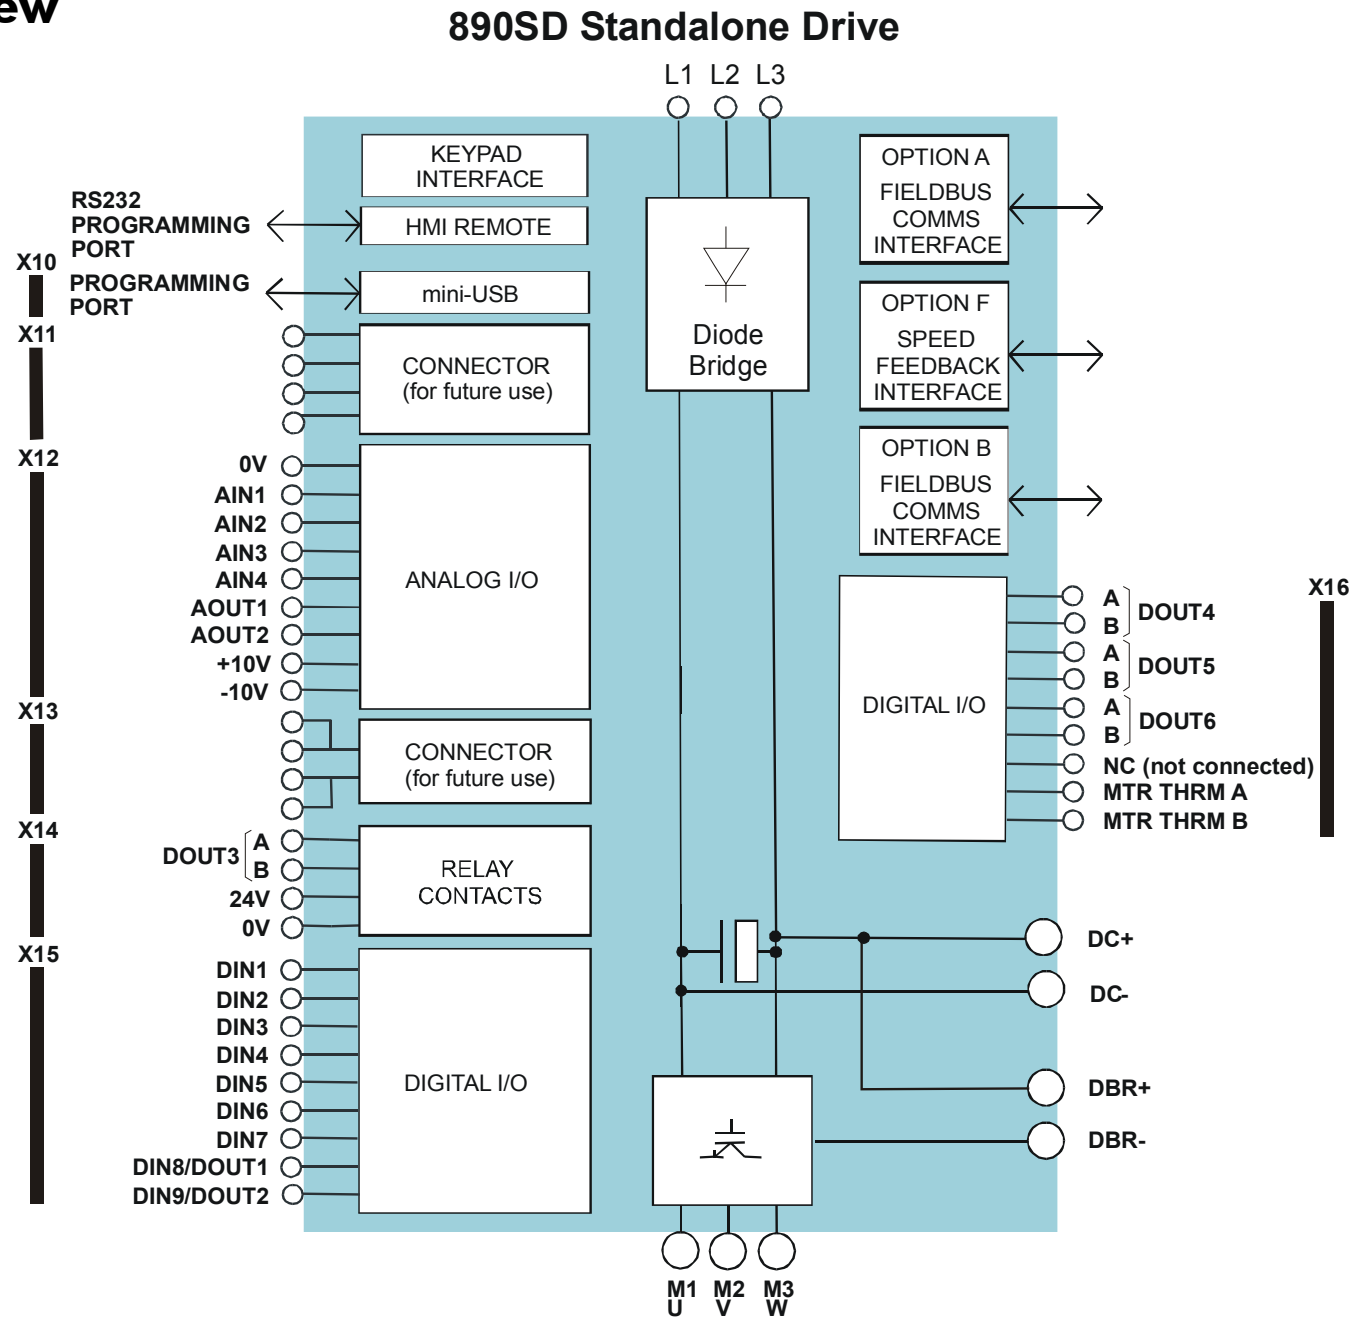 ew
890SD Standalone Drive
L1 L2 L3
KEYPAD
INTERFACE
RS232
PROGRAMMING
PORT
HMI REMOTE
X10
PROGRAMMING
PORT
mini-USB
X11
CONNECTOR
(for future use)
X12
0V
AIN1
AIN2
AIN3
AIN4
AOUT1
AOUT2
+10V
-10V
ANALOG I/O
X13
CONNECTOR
(for future use)
X14
DOUT3
A
B
24V
0V
RELAY
CONTACTS
X15
DIN1
DIN2
DIN3
DIN4
DIN5
DIN6
DIN7
DIN8/DOUT1
DIN9/DOUT2
DIGITAL I/O
Diode
Bridge
OPTION A
FIELDBUS
COMMS
INTERFACE
OPTION F
SPEED
FEEDBACK
INTERFACE
OPTION B
FIELDBUS
COMMS
INTERFACE
DIGITAL I/O
X16
A
B
DOUT4
A
B
DOUT5
A
B
DOUT6
NC (not connected)
MTR THRM A
MTR THRM B
DC+
DC-
DBR+
DBR-
M1 M2 M3
U V W